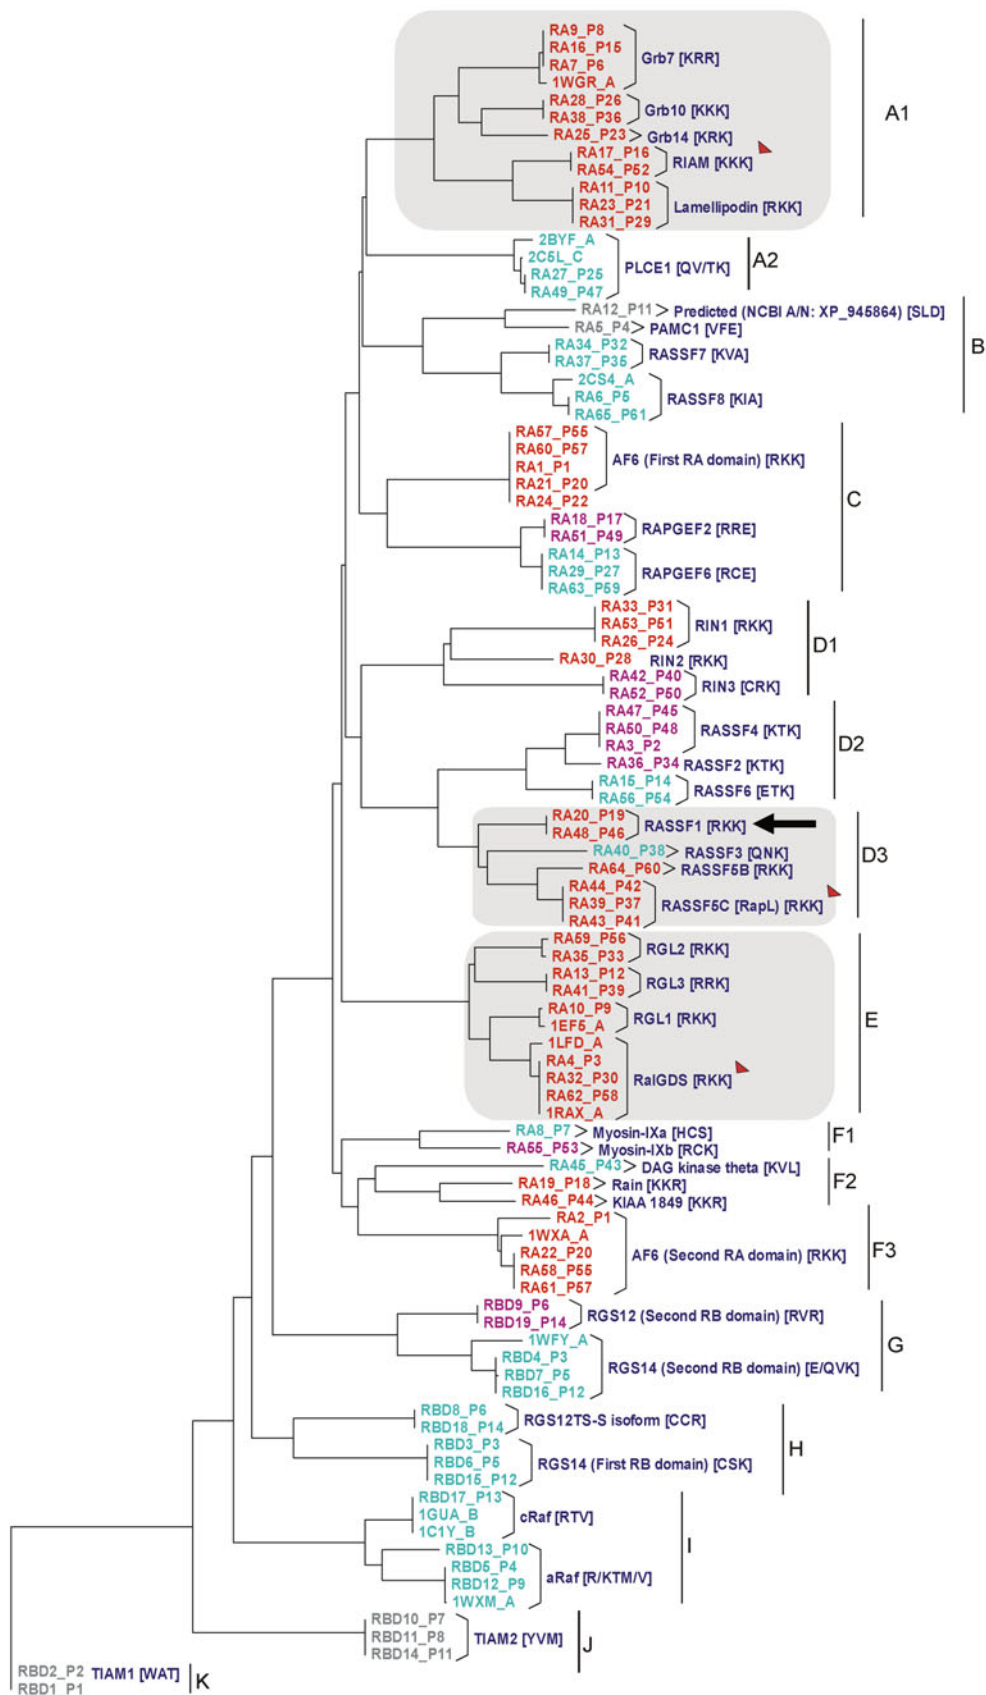 RA9_P8
RA16_P15
RA7_P6
1WGR_A
Grb7 [KRR]
RA28_P26
RA38_P36
Grb10 [KKK]
RA25_P23
Grb14 [KRK]
RA17_P16
RA54_P52
RIAM [KKK]
RA11_P10
RA23_P21
RA31_P29
Lamellipodin [RKK]
A1
2BYF_A
2C5L_C
RA27_P25
RA49_P47
PLCE1 [QV/TK]
A2
RA12_P11
Predicted (NCBI A/N: XP_945864) [SLD]
RA5_P4
PAMC1 [VFE]
RA34_P32
RA37_P35
RASSF7 [KVA]
2CS4_A
RA6_P5
RA65_P61
RASSF8 [KIA]
B
RA57_P55
RA60_P57
RA1_P1
RA21_P20
RA24_P22
AF6 (First RA domain) [RKK]
RA18_P17
RA51_P49
RAPGEF2 [RRE]
RA14_P13
RA29_P27
RA63_P59
RAPGEF6 [RCE]
C
RA33_P31
RA53_P51
RA26_P24
RIN1 [RKK]
RA30_P28
RIN2 [RKK]
RA42_P40
RA52_P50
RIN3 [CRK]
D1
RA47_P45
RA50_P48
RA3_P2
RASSF4 [KTK]
RA36_P34
RASSF2 [KTK]
RA15_P14
RA56_P54
RASSF6 [ETK]
D2
RA20_P19
RA48_P46
RASSF1 [RKK]
RA40_P38
RASSF3 [QNK]
RA64_P60
RASSF5B [RKK]
RA44_P42
RA39_P37
RA43_P41
RASSF5C [RapL) [RKK]
D3
RA59_P56
RA35_P33
RGL2 [RKK]
RA13_P12
RA41_P39
RGL3 [RRK]
RA10_P9
1EF5_A
RGL1 [RKK]
1LFD_A
RA4_P3
RA32_P30
RA62_P58
1RAX_A
RalGDS [RKK]
E
RA8_P7
Myosin-IXa [HCS]
RA55_P53
Myosin-IXb [RCK]
F1
RA45_P43
DAG kinase theta [KVL]
RA19_P18
Rain [KKR]
RA46_P44
KIAA 1849 [KKR]
F2
RA2_P1
1WXA_A
RA22_P20
RA58_P55
RA61_P57
AF6 (Second RA domain) [RKK]
F3
RBD9_P6
RBD19_P14
RGS12 (Second RB domain) [RVR]
1WFY_A
RBD4_P3
RBD7_P5
RBD16_P12
RGS14 (Second RB domain) [E/QVK]
G
RBD8_P6
RBD18_P14
RGS12TS-S isoform [CCR]
RBD3_P3
RBD6_P5
RBD15_P12
RGS14 (First RB domain) [CSK]
H
RBD17_P13
1GUA_B
1C1Y_B
cRaf [RTV]
RBD13_P10
RBD5_P4
RBD12_P9
1WXM_A
aRaf [R/KTM/V]
I
RBD10_P7
RBD11_P8
RBD14_P11
TIAM2 [YVM]
J
RBD2_P2
RBD1_P1
TIAM1 [WAT]
K